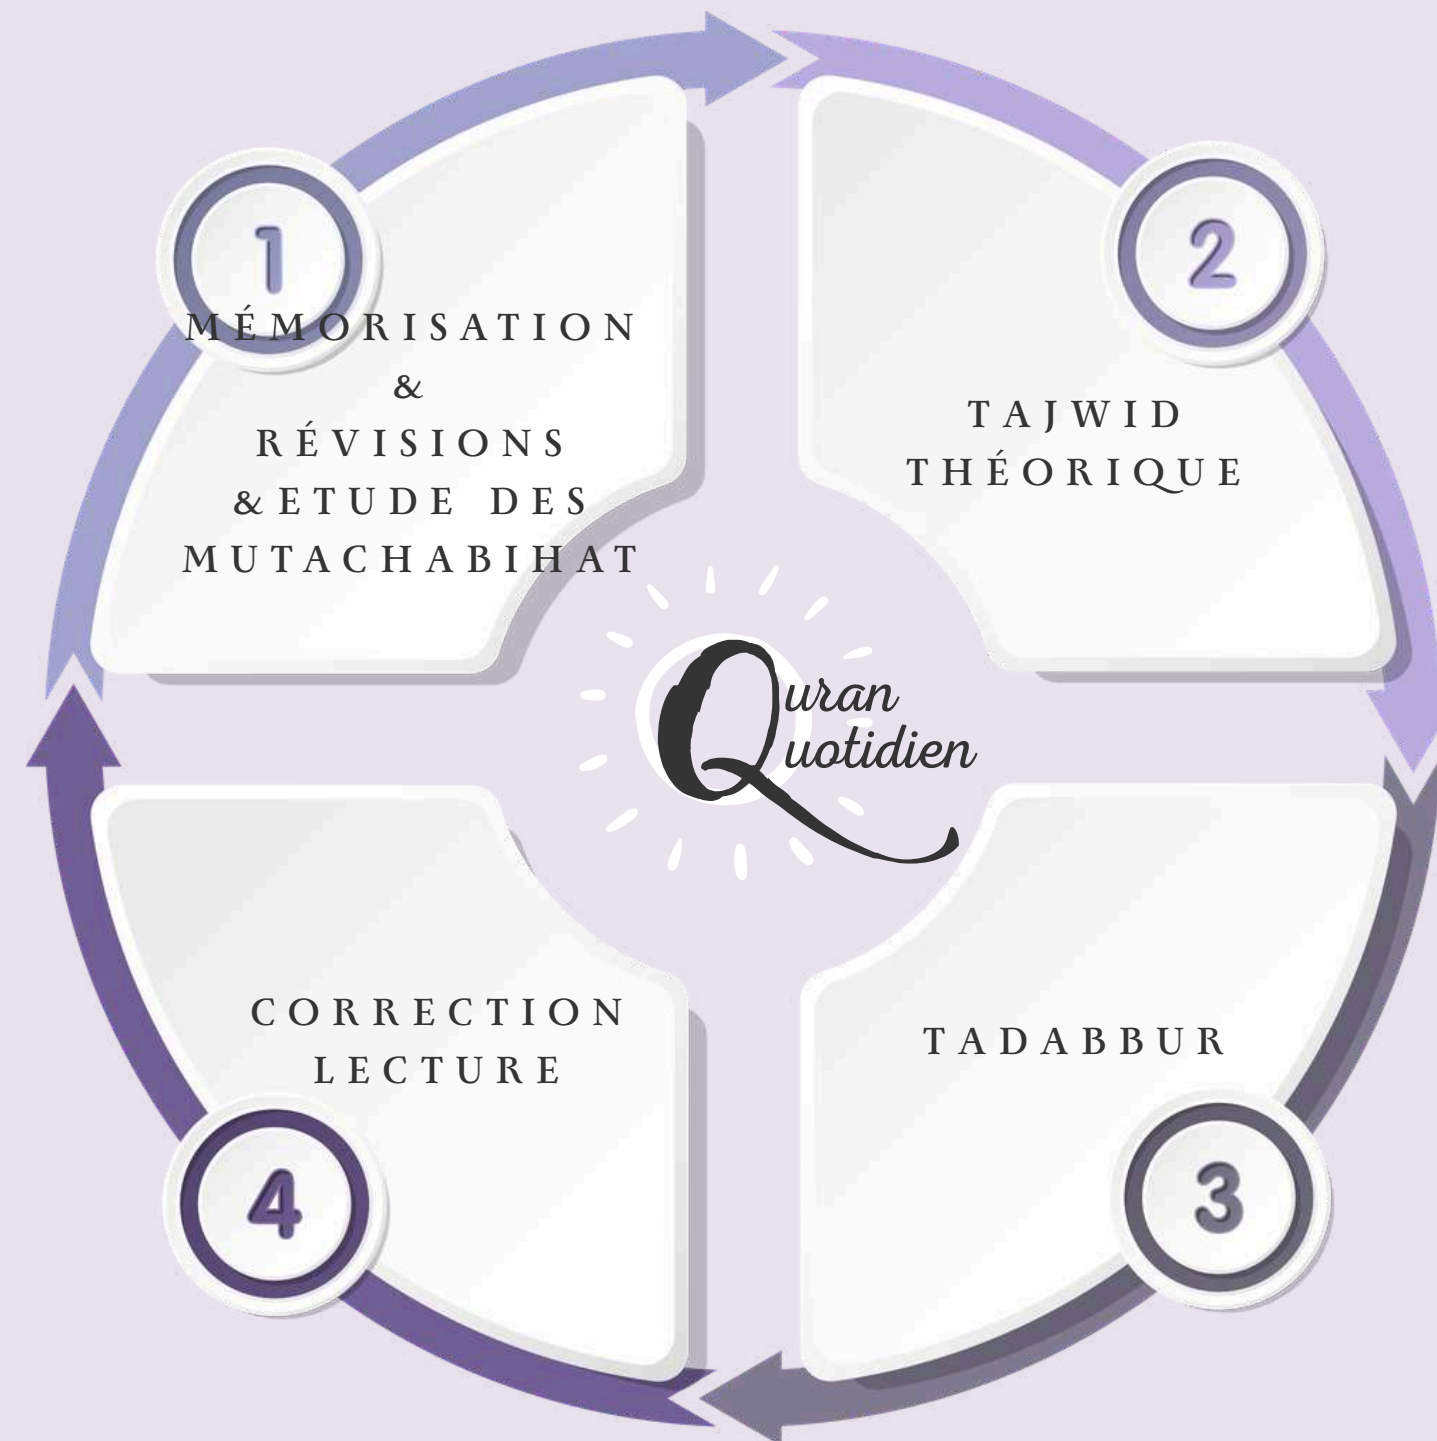 1
MÉMORISATION
&
RÉVISIONS
&ETUDE DES
MUTACHABIHAT
2
TAJWID
THÉORIQUE
Quran
Quotidien
CORRECTION
LECTURE
4
TADABBUR
3